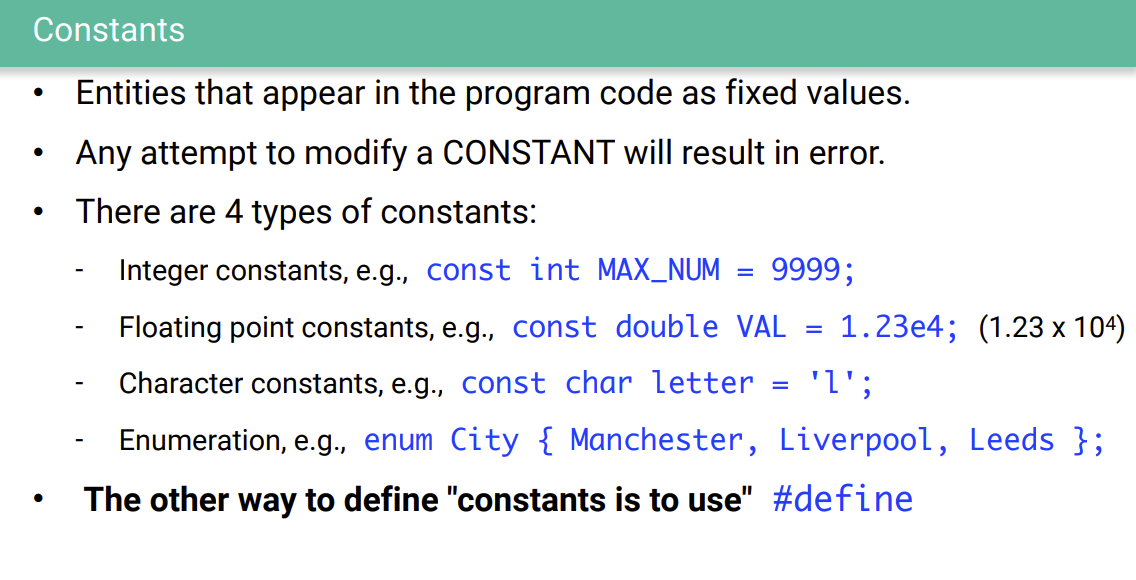 Constants
• Entities that appear in the program code as fixed values.
• Any attempt to modify a CONSTANT will result in error.
• There are 4 types of constants:
- Integer constants, e.g., const int MAX_NUM = 9999;
- Floating point constants, e.g., const double VAL = 1.23e4; (1.23 x 10⁴)
- Character constants, e.g., const char letter = 'l';
- Enumeration, e.g., enum City { Manchester, Liverpool, Leeds };
• The other way to define "constants is to use" #define